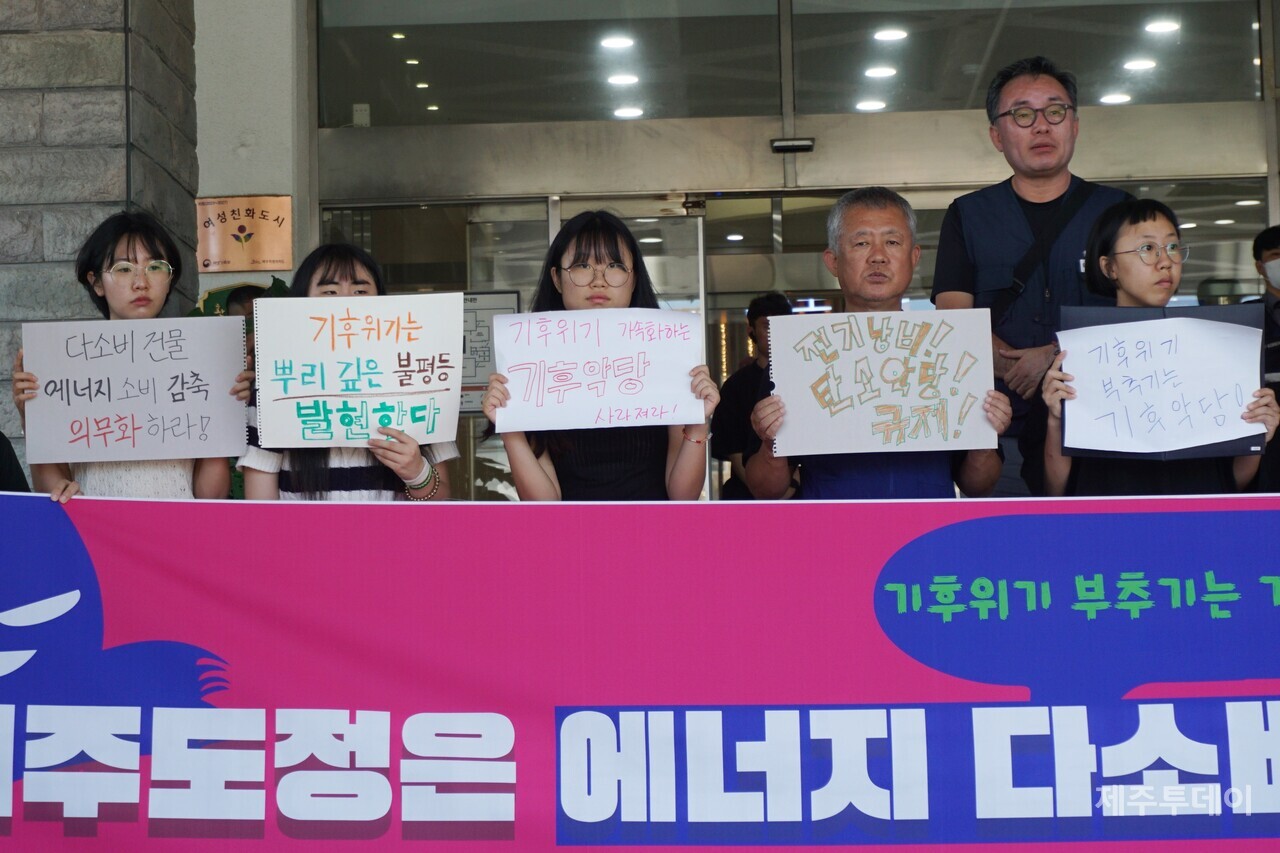 여성친화도시
다소비 건물
에너지 소비 감축
의무화 하라!
기후위기는
뿌리 깊은 불평등
발현한다
기후위기 가속화하는
기후악당
사라져라!
전기낭비!
탄소악당!
규제!
기후위기
부추기는
기후악당!
기후위기 부추기는
제주도정은 에너지 다소비
제주투데이